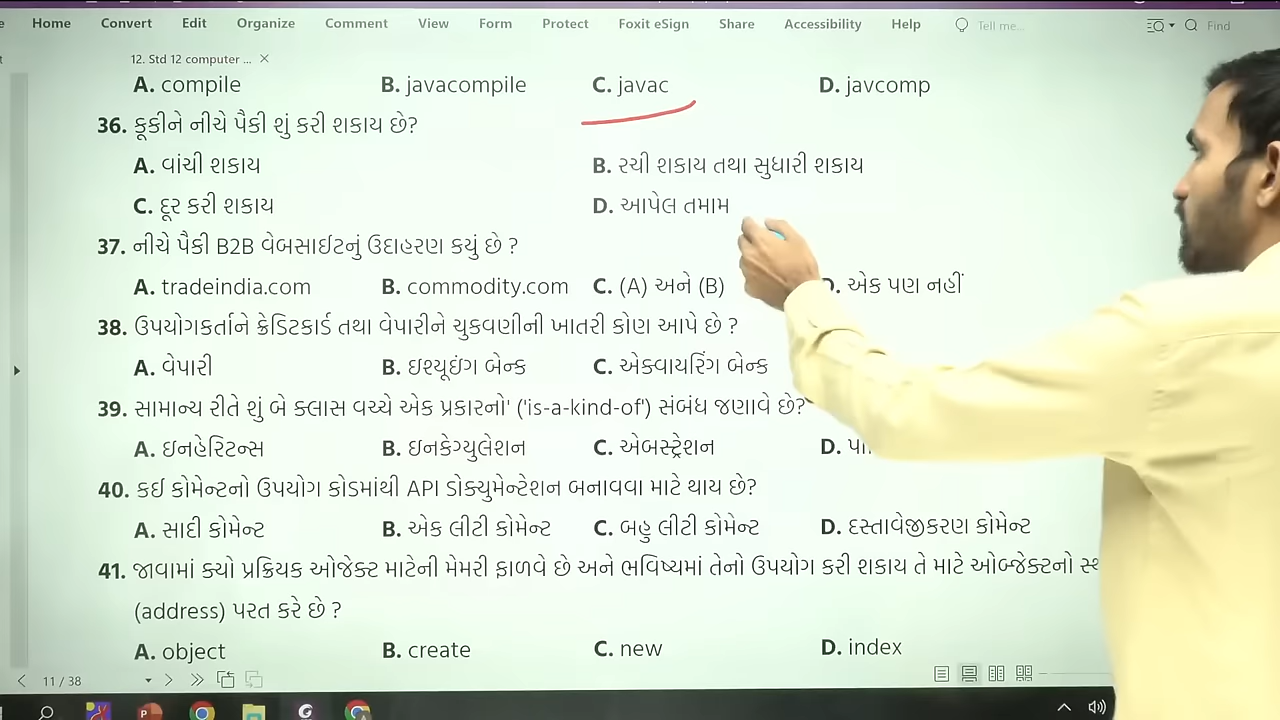 Home Convert Edit Organize Comment View Form Protect Foxit eSign Share Accessibility Help Tell me... Find
12. Std 12 computer ...
A. compile B. javacompile C. javac D. javcomp
36. કૂકીને નીચે પૈકી શું કરી શકાય છે?
A. વાંચી શકાય B. રચી શકાય તથા સુધારી શકાય
C. દૂર કરી શકાય D. આપેલ તમામ
37. નીચે પૈકી B2B વેબસાઈટનું ઉદાહરણ કયું છે ?
A. tradeindia.com B. commodity.com C. (A) અને (B) D. એક પણ નહીં
38. ઉપયોગકર્તાને ક્રેડિટકાર્ડ તથા વેપારીને ચુકવણીની ખાતરી કોણ આપે છે ?
A. વેપારી B. ઇશ્યૂઇંગ બેન્ક C. એક્વાયરિંગ બેન્ક
39. સામાન્ય રીતે શું બે ક્લાસ વચ્ચે એક પ્રકારનો' ('is-a-kind-of') સંબંધ જણાવે છે?
A. ઇનહેરિટન્સ B. ઇનકેપ્સ્યુલેશન C. એબસ્ટ્રેશન D.
40. કઈ કોમેન્ટનો ઉપયોગ કોડમાંથી API ડોક્યુમેન્ટેશન બનાવવા માટે થાય છે?
A. સાદી કોમેન્ટ B. એક લીટી કોમેન્ટ C. બહુ લીટી કોમેન્ટ D. દસ્તાવેજીકરણ કોમેન્ટ
41. જાવામાં ક્યો પ્રક્રિયક ઓજેક્ટ માટેની મેમરી ફાળવે છે અને ભવિષ્યમાં તેનો ઉપયોગ કરી શકાય તે માટે ઓબ્જેક્ટનો
(address) પરત કરે છે ?
A. object B. create C. new D. index
11 / 38